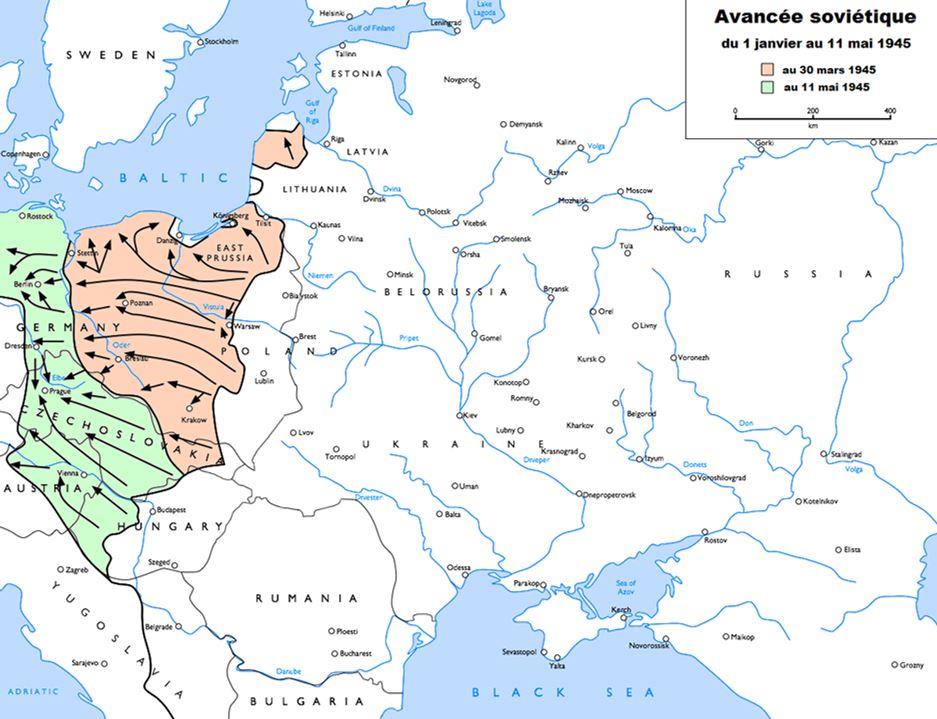 Avancée soviétique
du 1 janvier au 11 mai 1945
au 30 mars 1945
au 11 mai 1945
0 200 400
km
Helsinki
Lake
Lagoda
Leningrad
Gulf of Finland
Stockholm
SWEDEN
Tallinn
ESTONIA
Novgorod
Gulf
of
Riga
Demyansk
Riga
LATVIA
Kalinn
Volga
Gorki
Kazan
Copenhagen
BALTIC
LITHUANIA
Dvina
Dvinsk
Rzhev
Moscow
Mozhaisk
Rostock
Königsberg
Tilsit
Polotsk
Vitebsk
Kaunas
Kalomna
Oka
Danzig
Vilna
Smolensk
Orsha
Tula
EAST
PRUSSIA
Stettin
Niemen
Minsk
RUSSIA
Berlin
BELORUSSIA
Bryansk
Poznan
Vistula
Bialystok
Orel
GERMANY
Warsaw
Livny
Dresden
Oder
Breslau
POLAND
Brest
Pripet
Gomel
Kursk
Voronezh
Elbe
Lublin
Konotop
Prague
Romny
Krakow
Kiev
Belgorod
CZECHOSLOVAKIA
Lvov
Lubny
Kharkov
Don
UKRAINE
Tornopol
Krasnograd
Dnieper
Izyum
Donets
Stalingrad
Volga
Vienna
Voroshilovgrad
AUSTRIA
Uman
Dnepropetrovsk
Dniester
Kotelnikov
Budapest
Balta
HUNGARY
Rostov
Elista
Szeged
Zagreb
Odessa
Parakop
Sea of
Azov
YUGOSLAVIA
RUMANIA
Kerch
Belgrade
Ploesti
Maikop
Novorossisk
Bucharest
Sevastopol
Yalta
Sarajevo
Danube
Grozny
ADRIATIC
BULGARIA
BLACK SEA